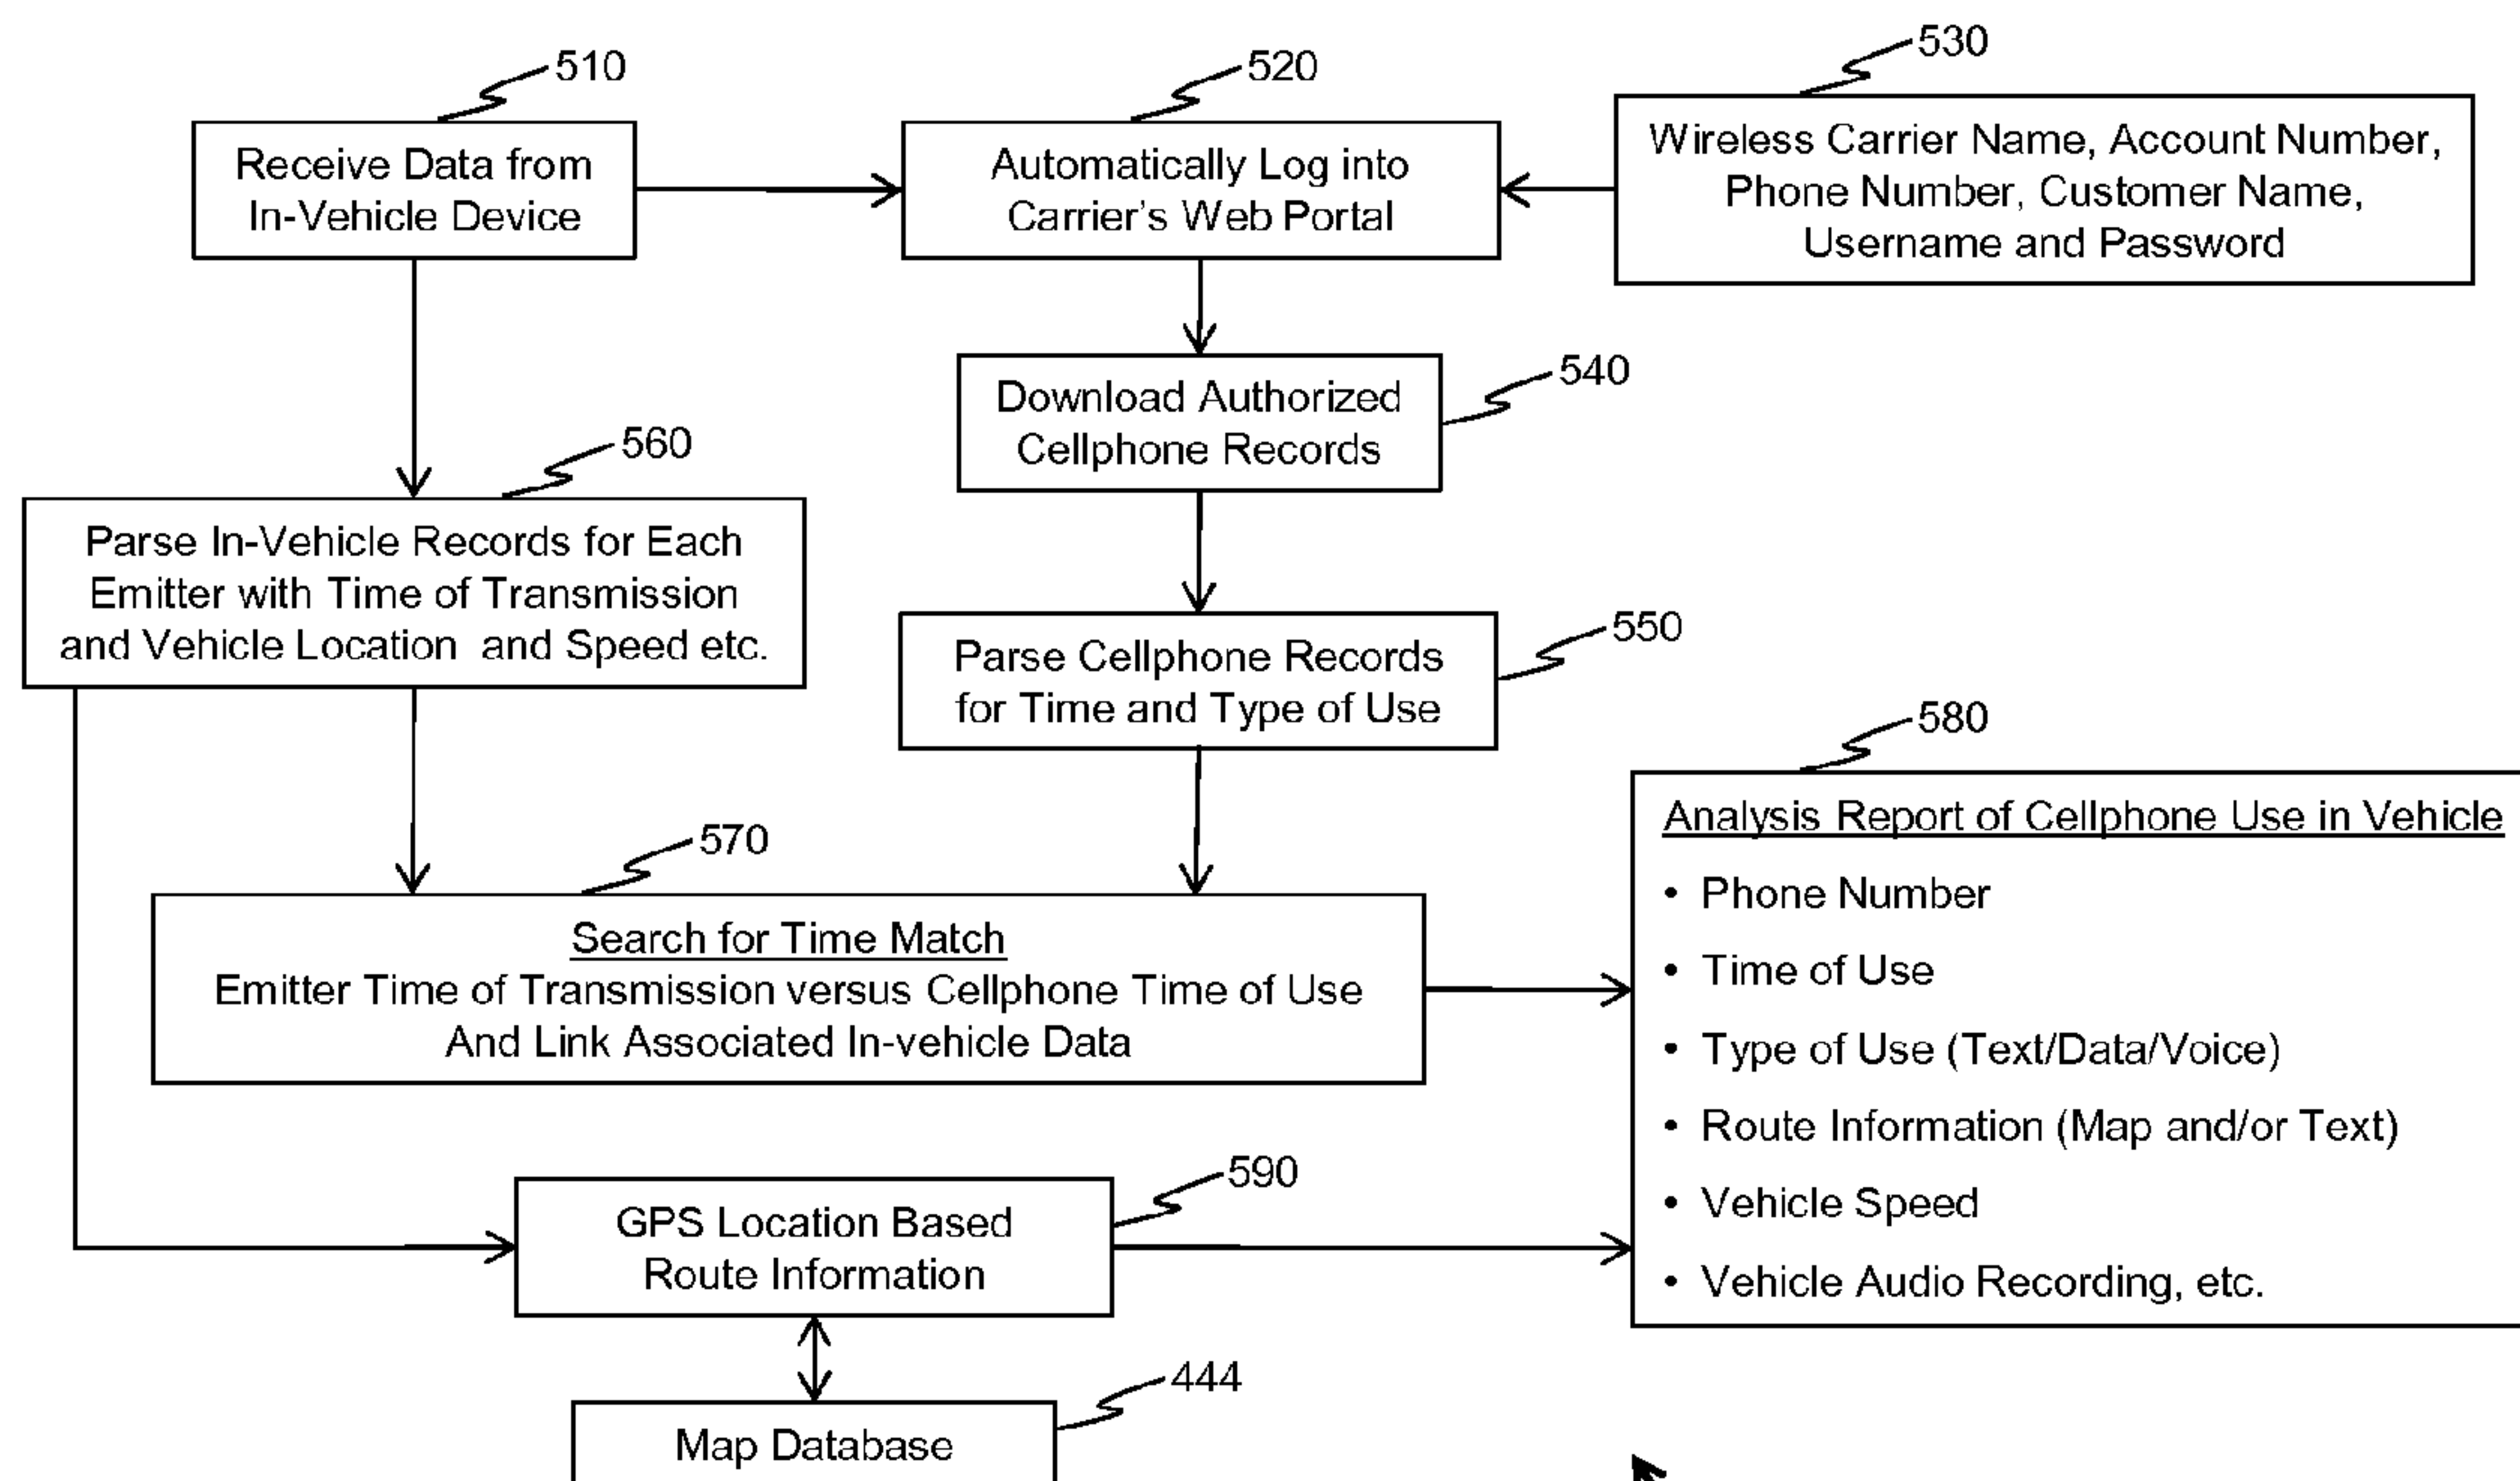 510
520
530
Receive Data from
In-Vehicle Device
Automatically Log into
Carrier's Web Portal
Wireless Carrier Name, Account Number,
Phone Number, Customer Name,
Username and Password
540
Download Authorized
Cellphone Records
560
Parse In-Vehicle Records for Each
Emitter with Time of Transmission
and Vehicle Location and Speed etc.
550
Parse Cellphone Records
for Time and Type of Use
570
Search for Time Match
Emitter Time of Transmission versus Cellphone Time of Use
And Link Associated In-vehicle Data
580
Analysis Report of Cellphone Use in Vehicle
• Phone Number
• Time of Use
• Type of Use (Text/Data/Voice)
• Route Information (Map and/or Text)
• Vehicle Speed
• Vehicle Audio Recording, etc.
590
GPS Location Based
Route Information
444
Map Database